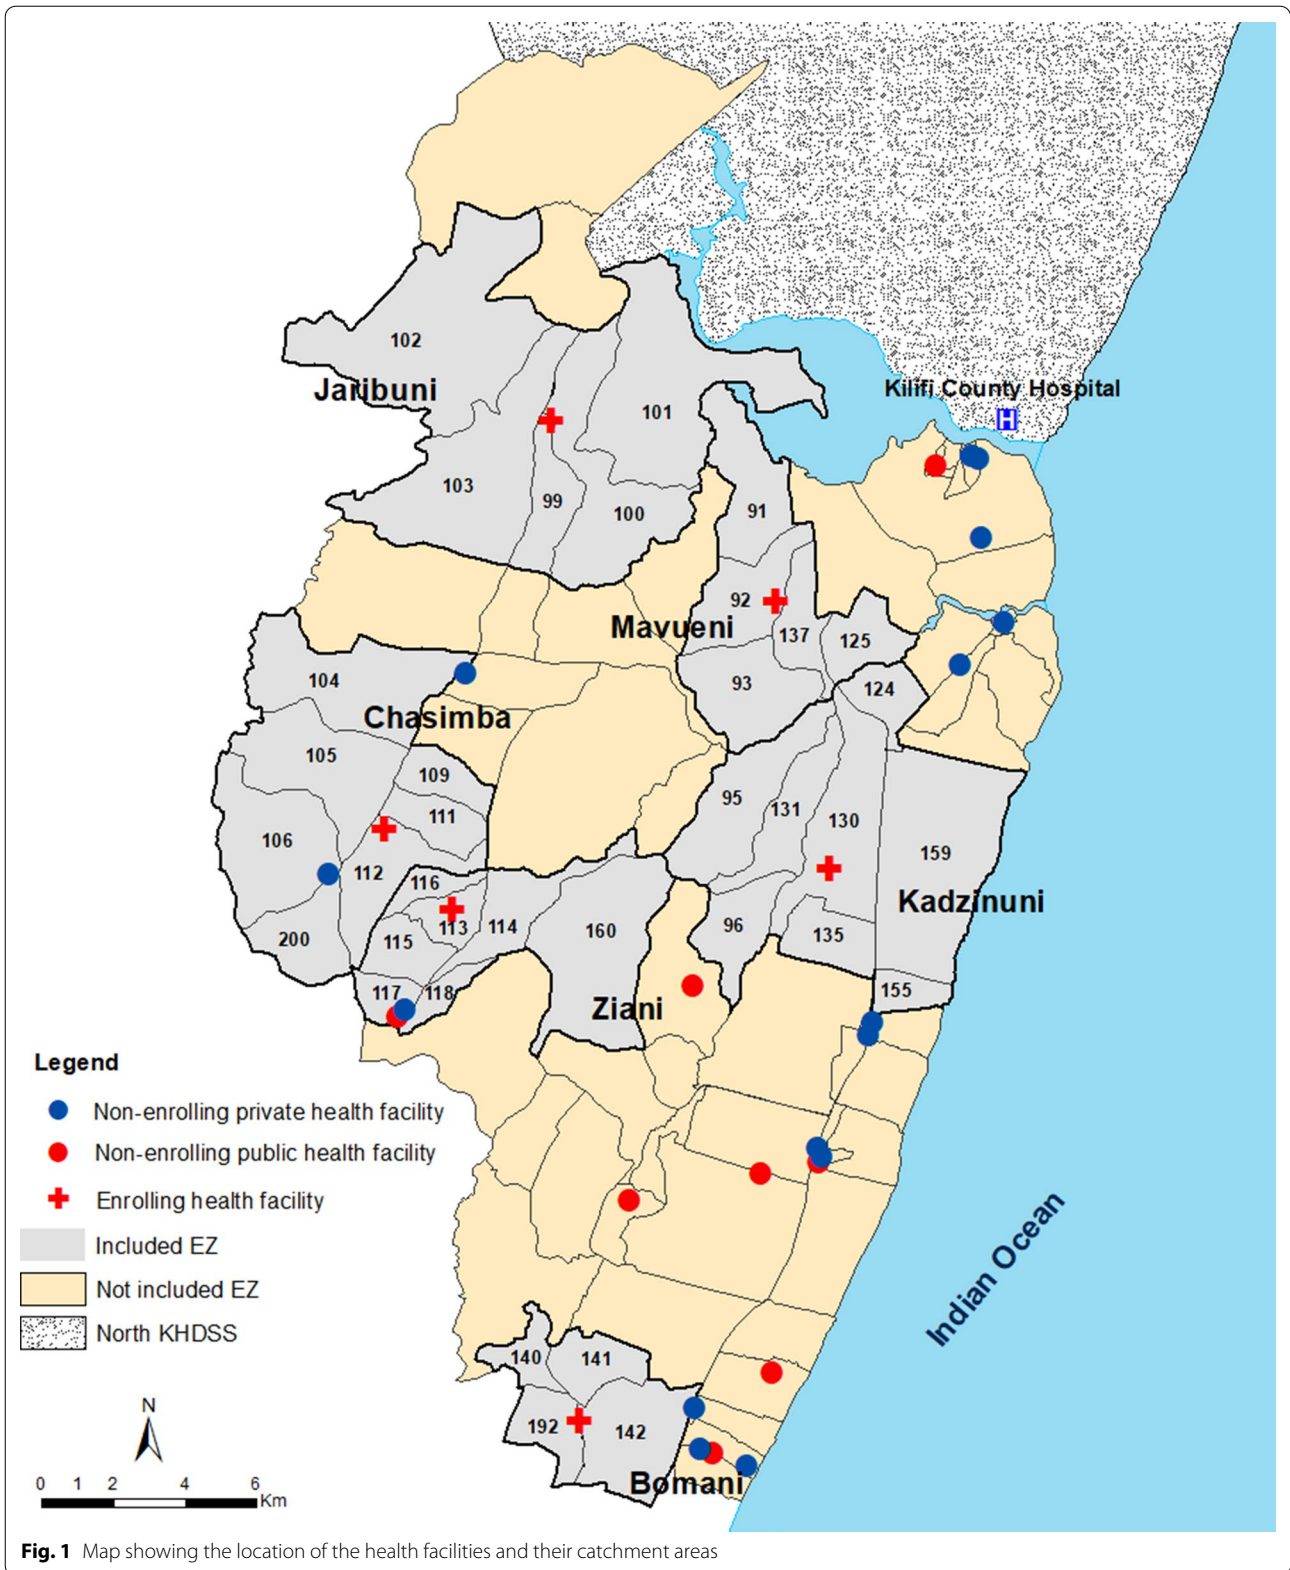 Kilifi County Hospital
H
102
Jaribuni
101
103
99
100
91
92
Mavueni
137
125
93
124
104
Chasimba
105
109
95
131
130
111
106
159
112
116
Kadzinuni
113
114
160
96
135
200
115
117
118
155
Ziani
Legend
Non-enrolling private health facility
Non-enrolling public health facility
Enrolling health facility
Included EZ
Not included EZ
North KHDSS
Indian Ocean
140
141
192
142
Bomani
N
0 1 2 4 6
Km
Fig. 1 Map showing the location of the health facilities and their catchment areas